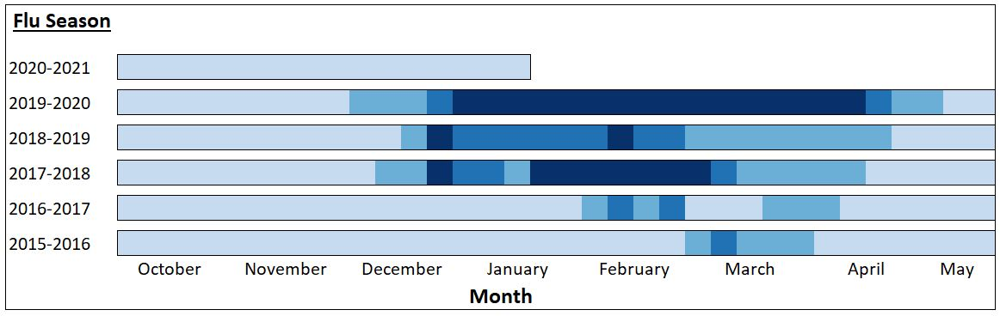 Flu Season
2020-2021
2019-2020
2018-2019
2017-2018
2016-2017
2015-2016
October November December January February March April May
Month